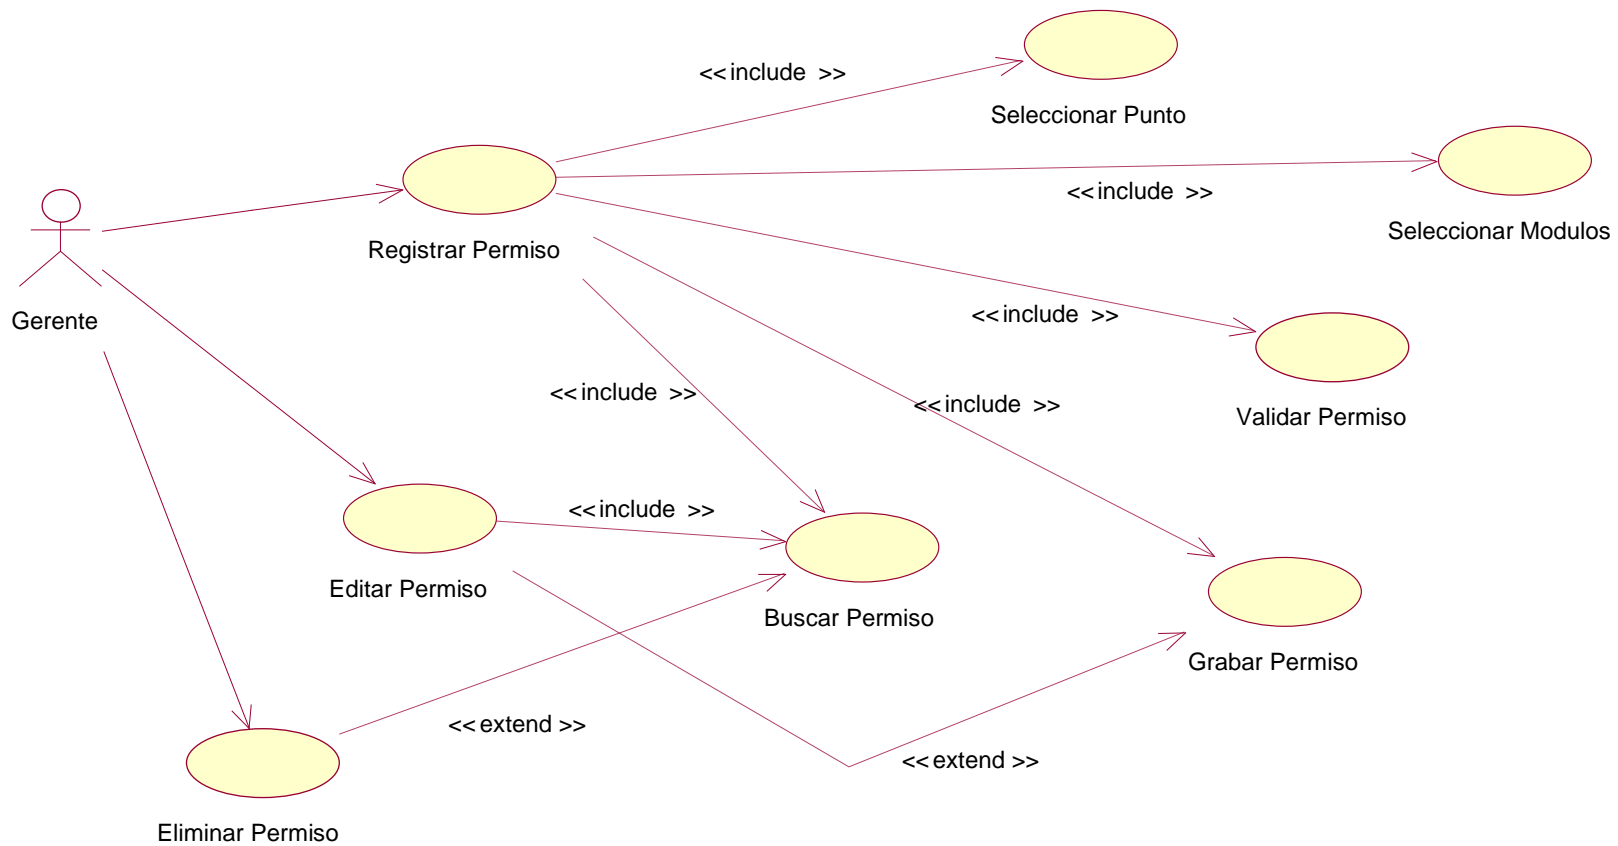 <<include >>
Seleccionar Punto
<<include >>
Seleccionar Modulos
Registrar Permiso
Gerente
<<include >>
<<include >>
<<include >>
Validar Permiso
<<include >>
Editar Permiso
Buscar Permiso
Grabar Permiso
<<extend >>
<<extend >>
Eliminar Permiso